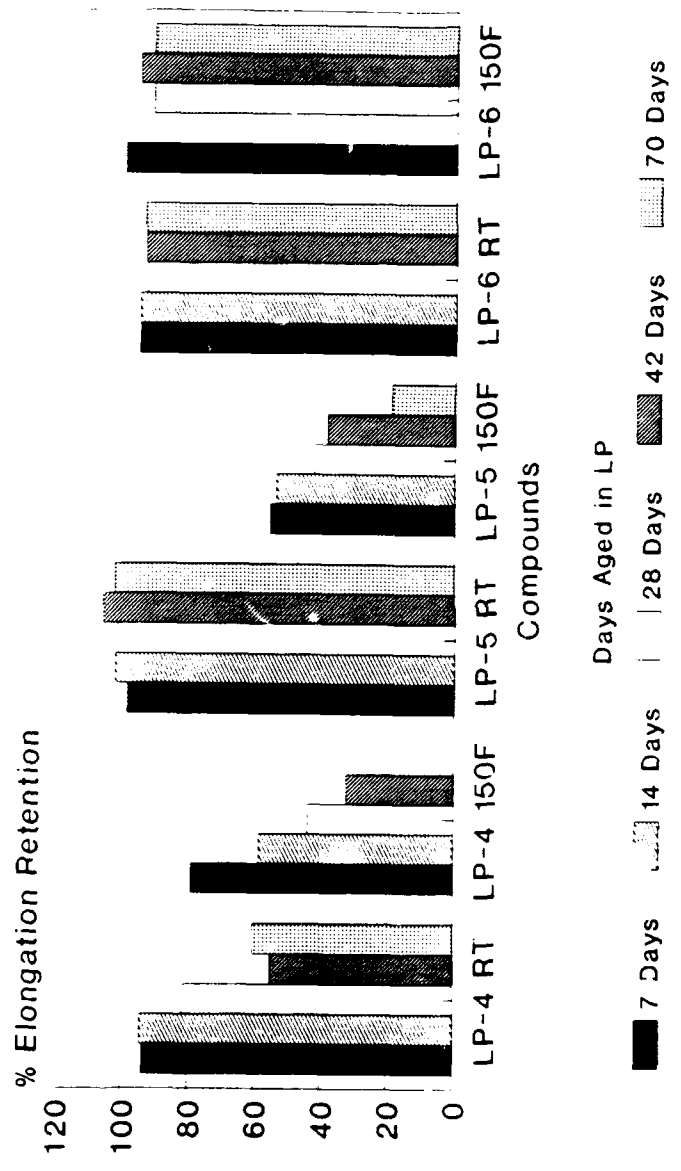 % Elongation Retention
120
100
80
60
40
20
0
LP-4 RT LP-4 150F LP-5 RT LP-5 150F LP-6 RT LP-6 150F
Compounds
Days Aged in LP
7 Days 14 Days 28 Days 42 Days 70 Days